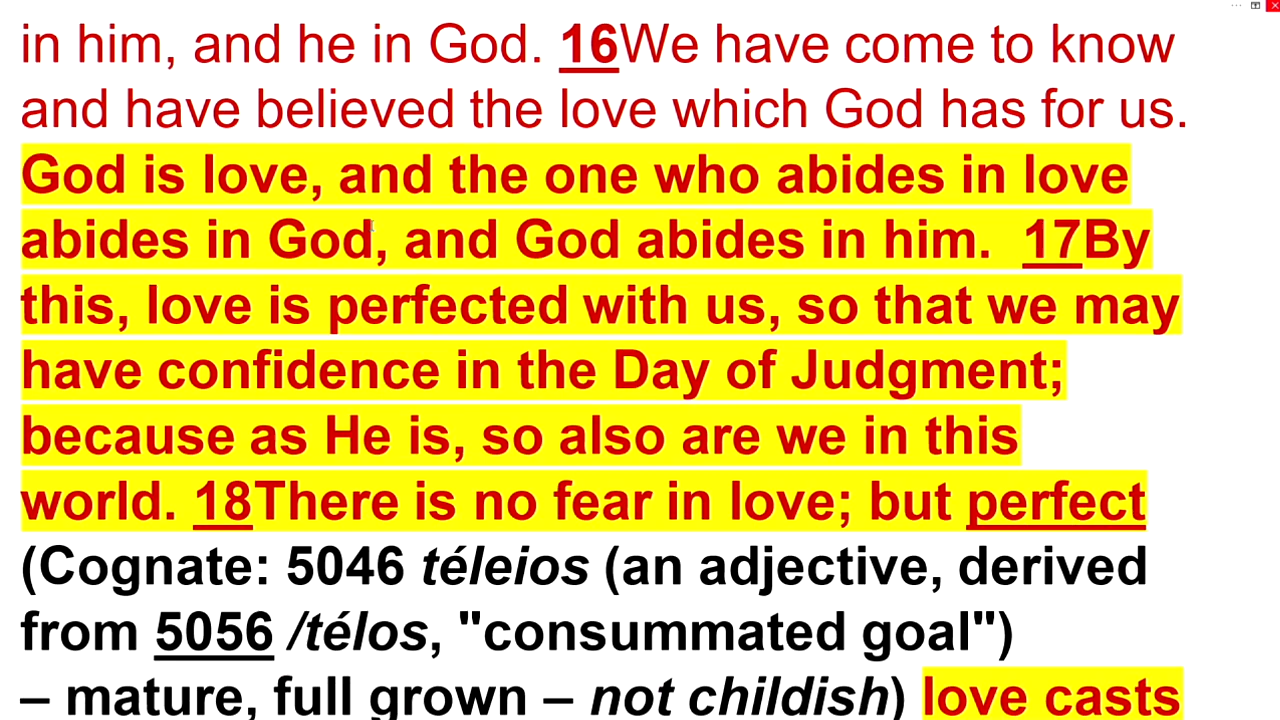 in him, and he in God. 16We have come to know
and have believed the love which God has for us.
God is love, and the one who abides in love
abides in God, and God abides in him.  17By
this, love is perfected with us, so that we may
have confidence in the Day of Judgment;
because as He is, so also are we in this
world. 18There is no fear in love; but perfect
(Cognate: 5046 téleios (an adjective, derived
from 5056 /télos, "consummated goal")
– mature, full grown – not childish) love casts